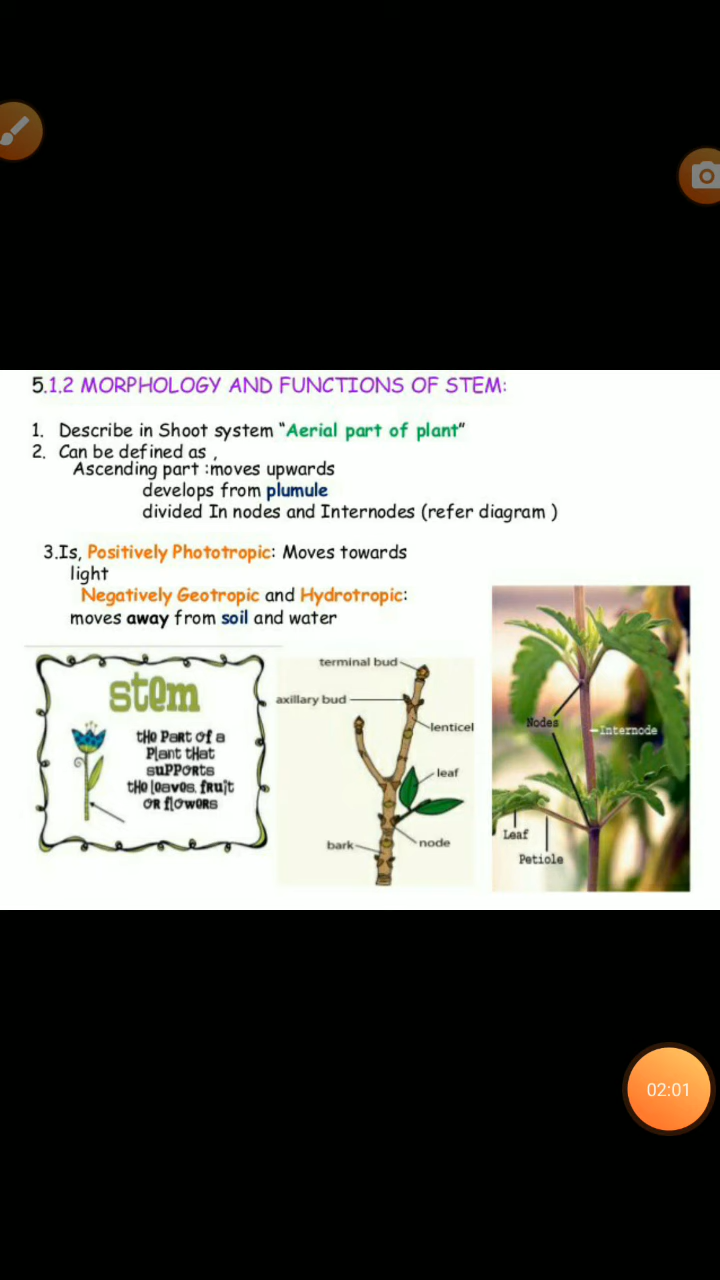 5.1.2 MORPHOLOGY AND FUNCTIONS OF STEM:
1. Describe in Shoot system “Aerial part of plant”
2. Can be defined as ,
Ascending part :moves upwards
develops from plumule
divided In nodes and Internodes (refer diagram )
3.Is, Positively Phototropic: Moves towards
light
Negatively Geotropic and Hydrotropic:
moves away from soil and water
stem
tHe PaRt of a
Plant tHat
suPPoRts
tHe leaves, fRuit
OR floweRs
terminal bud
axillary bud
lenticel
leaf
bark
node
Nodes
Internode
Leaf
Petiole
02:01